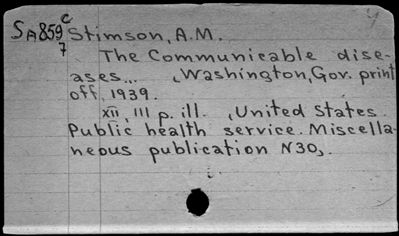 SA859 c Stimson, A.M.
7
The Communicable dise-
ases... Washington, Gov. print
off, 1939.
XII, 111 p. ill. (United States
Public health service. Miscella-
neous publication N30).